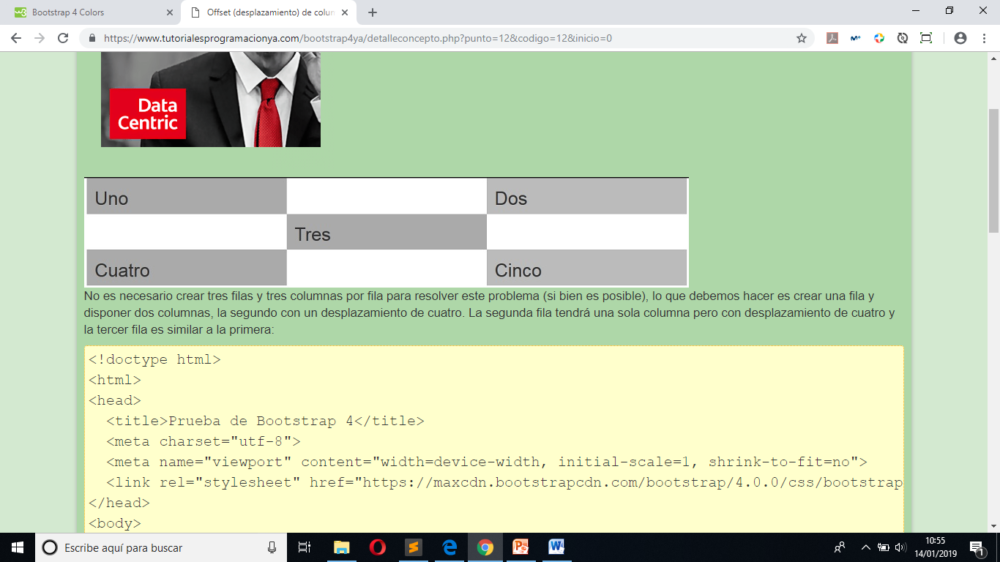 Bootstrap 4 Colors
Offset (desplazamiento) de colum
https://www.tutorialesprogramacionya.com/bootstrap4ya/detalleconcepto.php?punto=12&codigo=12&inicio=0
Data
Centric
Uno Dos
Tres
Cuatro Cinco
No es necesario crear tres filas y tres columnas por fila para resolver este problema (si bien es posible), lo que debemos hacer es crear una fila y
disponer dos columnas, la segundo con un desplazamiento de cuatro. La segunda fila tendrá una sola columna pero con desplazamiento de cuatro y
la tercer fila es similar a la primera:
<!doctype html>
<html>
<head>
<title>Prueba de Bootstrap 4</title>
<meta charset="utf-8">
<meta name="viewport" content="width=device-width, initial-scale=1, shrink-to-fit=no">
<link rel="stylesheet" href="https://maxcdn.bootstrapcdn.com/bootstrap/4.0.0/css/bootstrap
</head>
<body>
Escribe aquí para buscar
10:55
14/01/2019
1